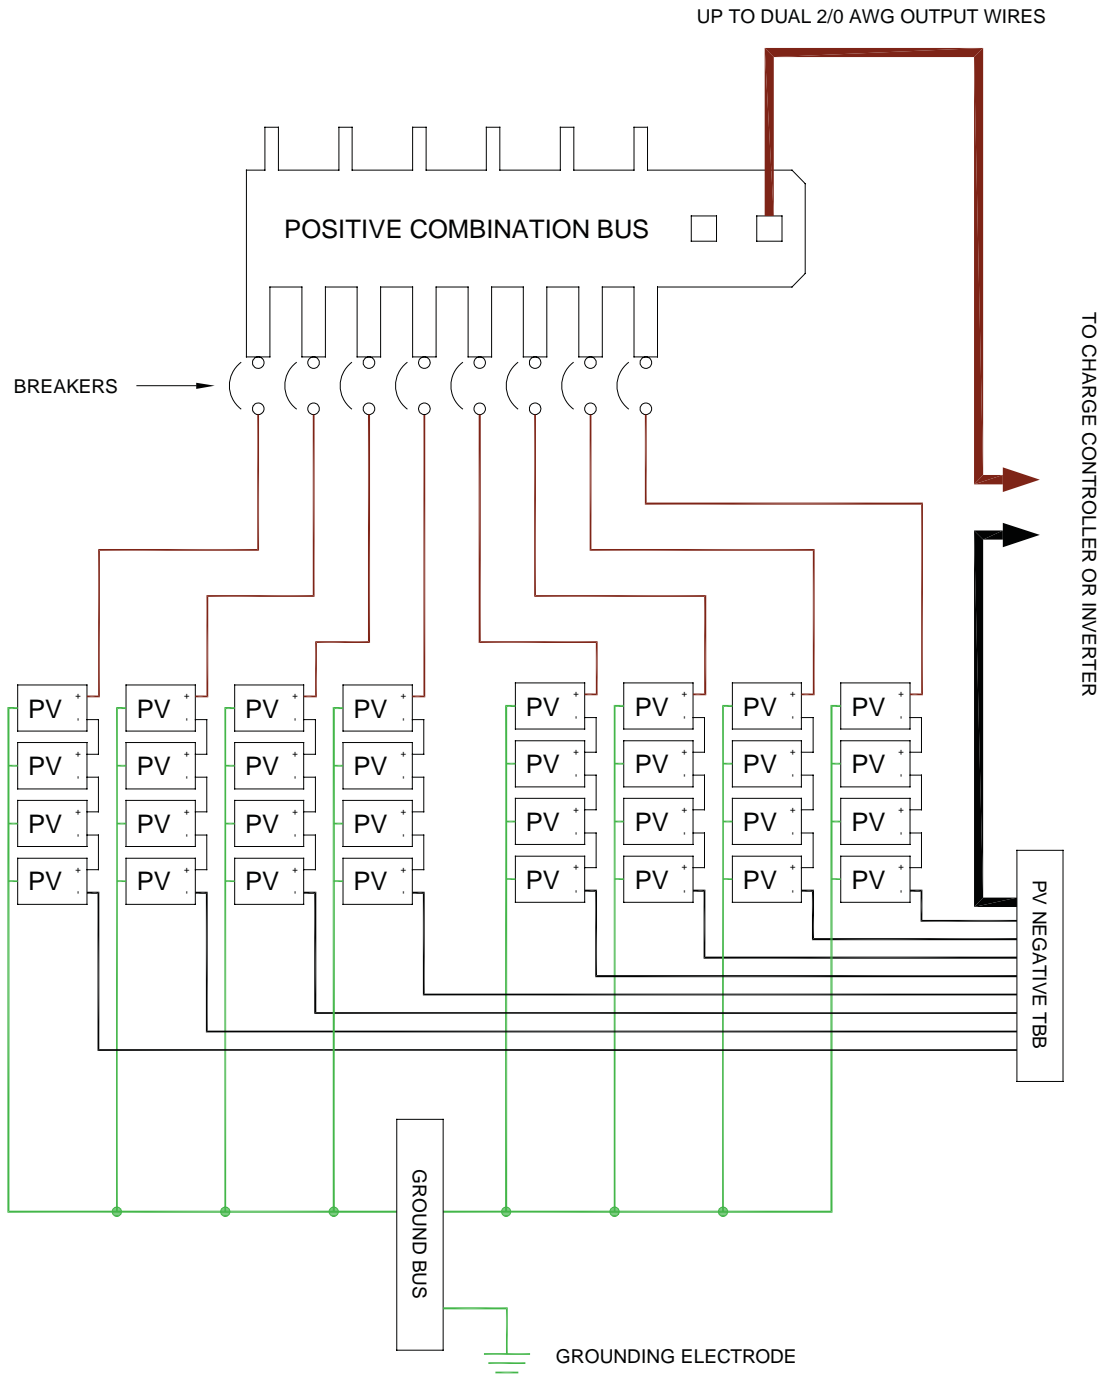 UP TO DUAL 2/0 AWG OUTPUT WIRES
POSITIVE COMBINATION BUS
BREAKERS
TO CHARGE CONTROLLER OR INVERTER
PV + - PV + - PV + - PV + - PV + - PV + - PV + - PV + -
PV + - PV + - PV + - PV + - PV + - PV + - PV + - PV + -
PV + - PV + - PV + - PV + - PV + - PV + - PV + - PV + -
PV + - PV + - PV + - PV + - PV + - PV + - PV + - PV + -
PV NEGATIVE TBB
GROUND BUS
GROUNDING ELECTRODE